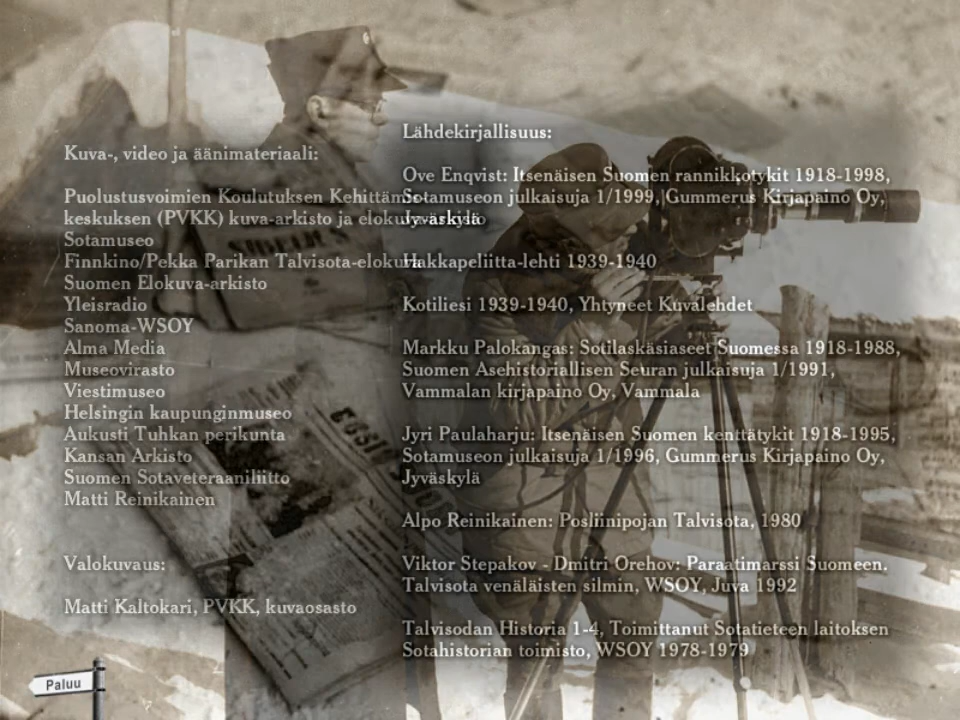 Kuva-, video ja äänimateriaali:
Puolustusvoimien Koulutuksen Kehittämis-
keskuksen (PVKK) kuva-arkisto ja elokuva-arkisto
Sotamuseo
Finnkino/Pekka Parikan Talvisota-elokuva
Suomen Elokuva-arkisto
Yleisradio
Sanoma-WSOY
Alma Media
Museovirasto
Viestimuseo
Helsingin kaupunginmuseo
Aukusti Tuhkan perikunta
Kansan Arkisto
Suomen Sotaveteraaniliitto
Matti Reinikainen
Valokuvaus:
Matti Kaltokari, PVKK, kuvaosasto
Lähdekirjallisuus:
Ove Enqvist: Itsenäisen Suomen rannikkotykit 1918-1998,
Sotamuseon julkaisuja 1/1999, Gummerus Kirjapaino Oy,
Jyväskylä
Hakkapeliitta-lehti 1939-1940
Kotiliesi 1939-1940, Yhtyneet Kuvalehdet
Markku Palokangas: Sotilaskäsiaseet Suomessa 1918-1988,
Suomen Asehistoriallisen Seuran julkaisuja 1/1991,
Vammalan kirjapaino Oy, Vammala
Jyri Paulaharju: Itsenäisen Suomen kenttätykit 1918-1995,
Sotamuseon julkaisuja 1/1996, Gummerus Kirjapaino Oy,
Jyväskylä
Alpo Reinikainen: Posliinipojan Talvisota, 1980
Viktor Stepakov - Dmitri Orehov: Paraatimarssi Suomeen.
Talvisota venäläisten silmin, WSOY, Juva 1992
Talvisodan Historia 1-4, Toimittanut Sotatieteen laitoksen
Sotahistorian toimisto, WSOY 1978-1979
Paluu